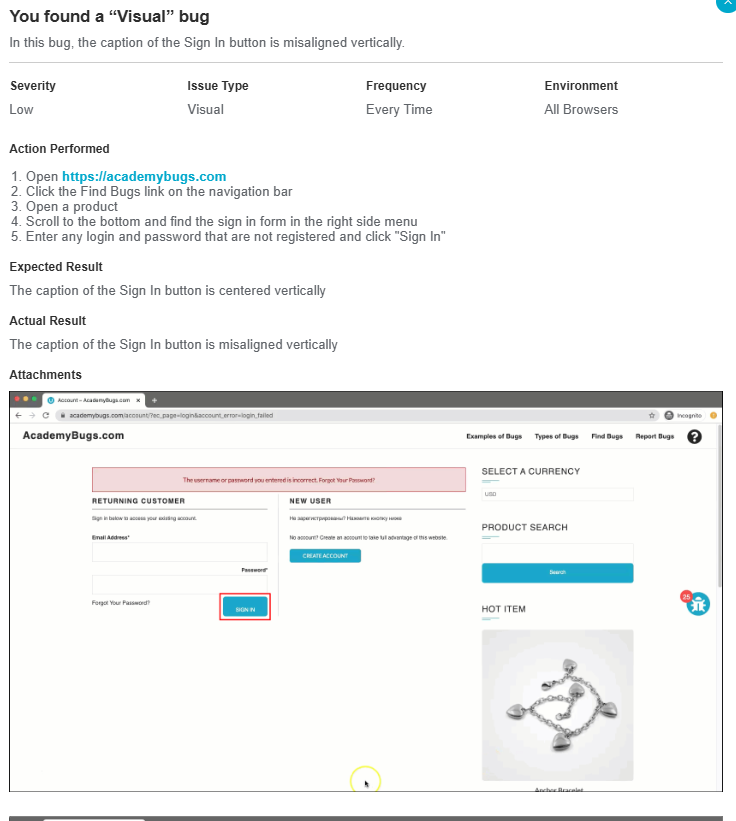 You found a “Visual” bug
In this bug, the caption of the Sign In button is misaligned vertically.
Severity Issue Type Frequency Environment
Low Visual Every Time All Browsers
Action Performed
1. Open https://academybugs.com
2. Click the Find Bugs link on the navigation bar
3. Open a product
4. Scroll to the bottom and find the sign in form in the right side menu
5. Enter any login and password that are not registered and click "Sign In"
Expected Result
The caption of the Sign In button is centered vertically
Actual Result
The caption of the Sign In button is misaligned vertically
Attachments
Account – AcademyBugs.com
academybugs.com/account/?ec_page=login&account_error=login_failed
Incognito
AcademyBugs.com
Examples of Bugs Types of Bugs Find Bugs Report Bugs ?
The username or password you entered is incorrect. Forgot Your Password?
RETURNING CUSTOMER
Sign in below to access your existing account.
Email Address*
Password*
Forgot Your Password?
SIGN IN
NEW USER
Не зарегистрированы? Нажмите кнопку ниже
No account? Create an account to take full advantage of this website.
CREATE ACCOUNT
SELECT A CURRENCY
USD
PRODUCT SEARCH
Search
HOT ITEM
25
Anchor Bracelet